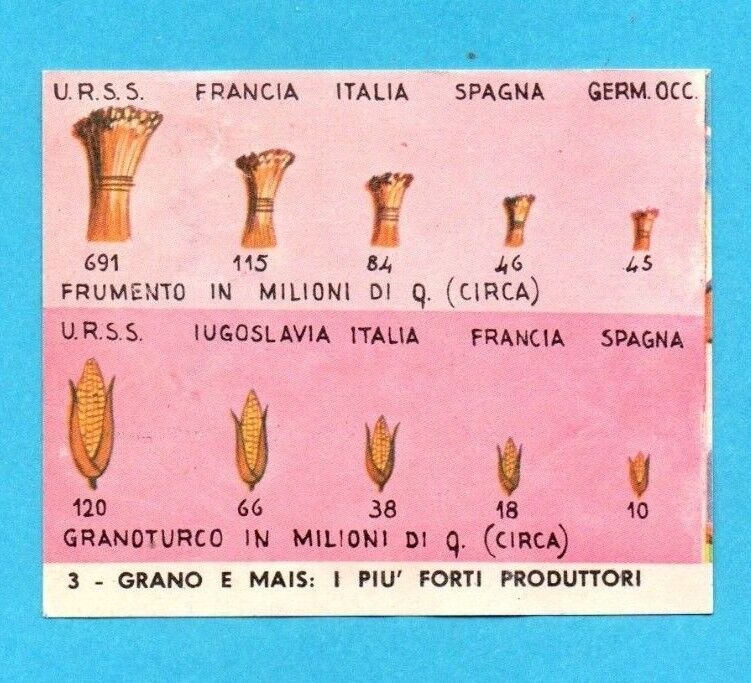 U.R.S.S. FRANCIA ITALIA SPAGNA GERM. OCC.
691 115 84 46 45
FRUMENTO IN MILIONI DI Q. (CIRCA)
U.R.S.S. IUGOSLAVIA ITALIA FRANCIA SPAGNA
120 66 38 18 10
GRANOTURCO IN MILIONI DI Q. (CIRCA)
3 - GRANO E MAIS: I PIU' FORTI PRODUTTORI